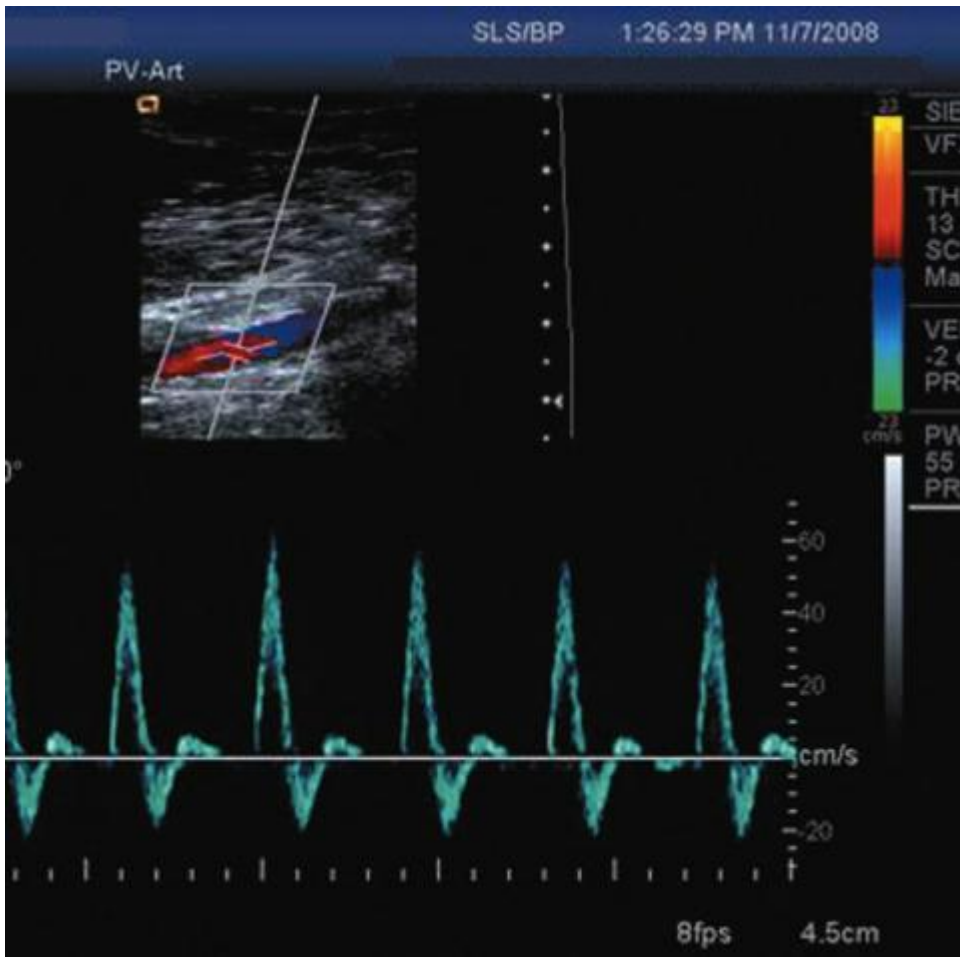 SLS/BP 1:26:29 PM 11/7/2008
PV-Art
23
SIE
VF
TH
13
SC
Ma
VE
-2
PR
23
cm/s
PW
55
PR
0°
60
40
20
cm/s
-20
8fps 4.5cm